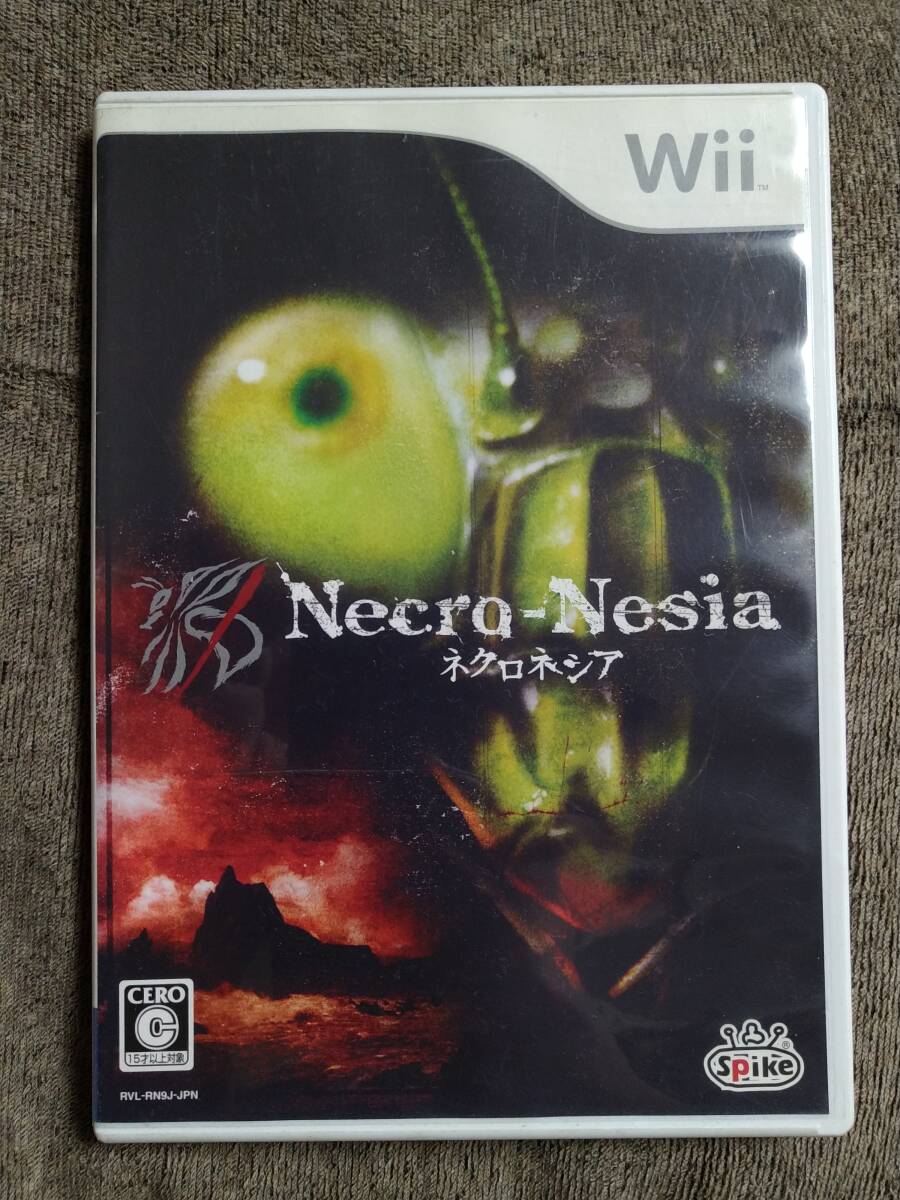 Wii™
Necro-Nesia
ネクロネシア
CERO
C
15才以上対象
RVL-RN9J-JPN
Spike®